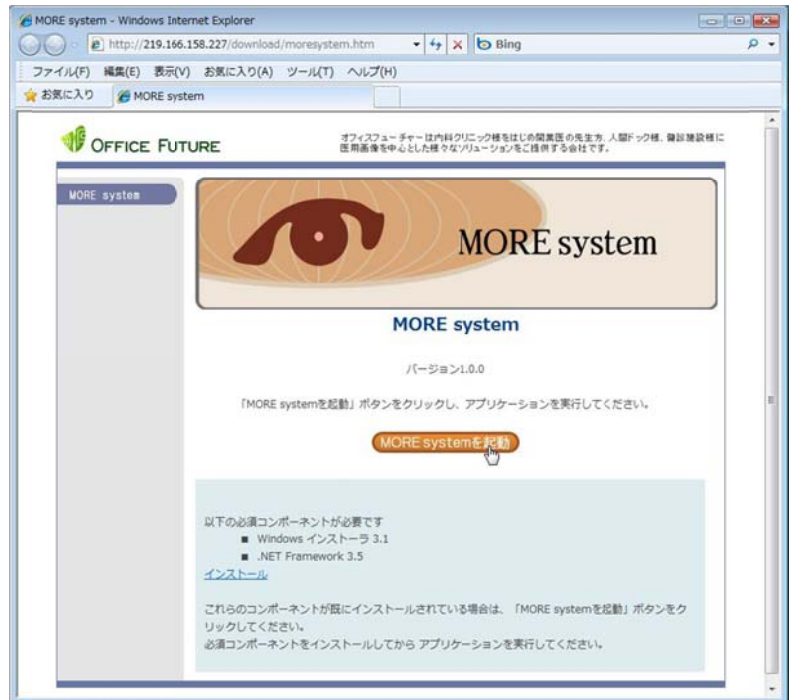 MORE system - Windows Internet Explorer
http://219.166.158.227/download/moresystem.htm
Bing
ファイル(F) 編集(E) 表示(V) お気に入り(A) ツール(T) ヘルプ(H)
お気に入り
MORE system
OFFICE FUTURE
オフィスフューチャーは内科クリニック様をはじめ開業医の先生方、人間ドック様、健診施設様に
医用画像を中心とした様々なソリューションをご提供する会社です。
MORE system
MORE system
MORE system
バージョン1.0.0
「MORE systemを起動」ボタンをクリックし、アプリケーションを実行してください。
MORE systemを起動
以下の必須コンポーネントが必要です
■ Windows インストーラ 3.1
■ .NET Framework 3.5
インストール
これらのコンポーネントが既にインストールされている場合は、「MORE systemを起動」ボタンをク
リックしてください。
必須コンポーネントをインストールしてから アプリケーションを実行してください。